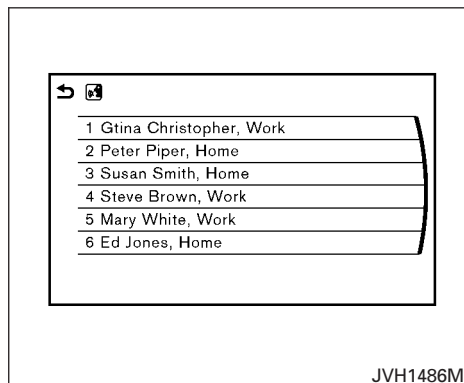 1 Gtina Christopher, Work
2 Peter Piper, Home
3 Susan Smith, Home
4 Steve Brown, Work
5 Mary White, Work
6 Ed Jones, Home
JVH1486M